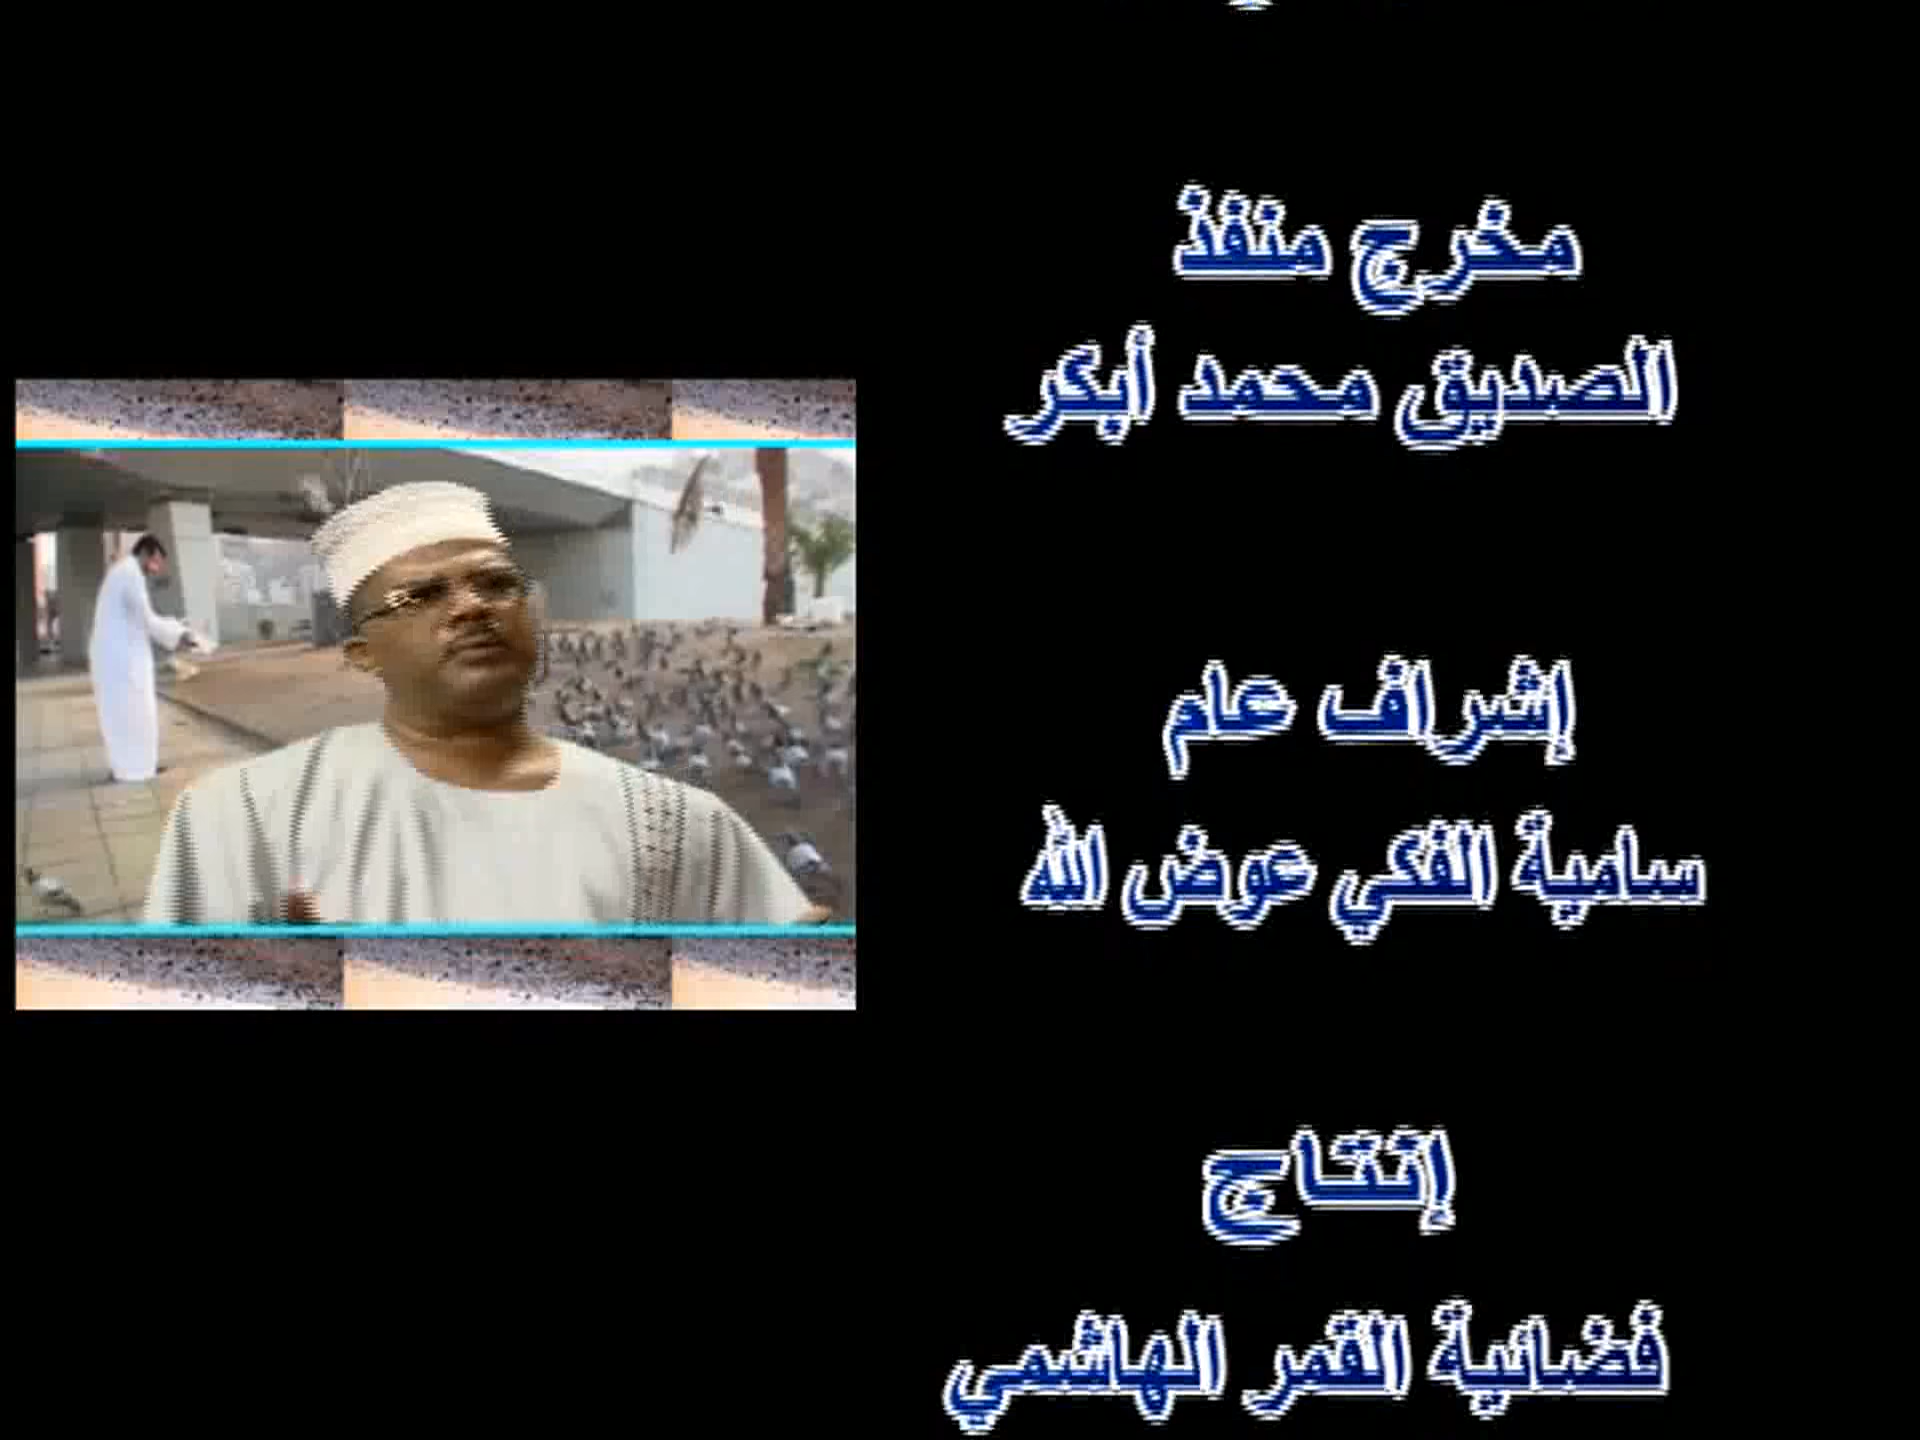 مخرج منفذ
الصديق محمد أبكر
إشراف عام
سامية الفكي عوض الله
إنتاج
فضائية القمر الهاشمي